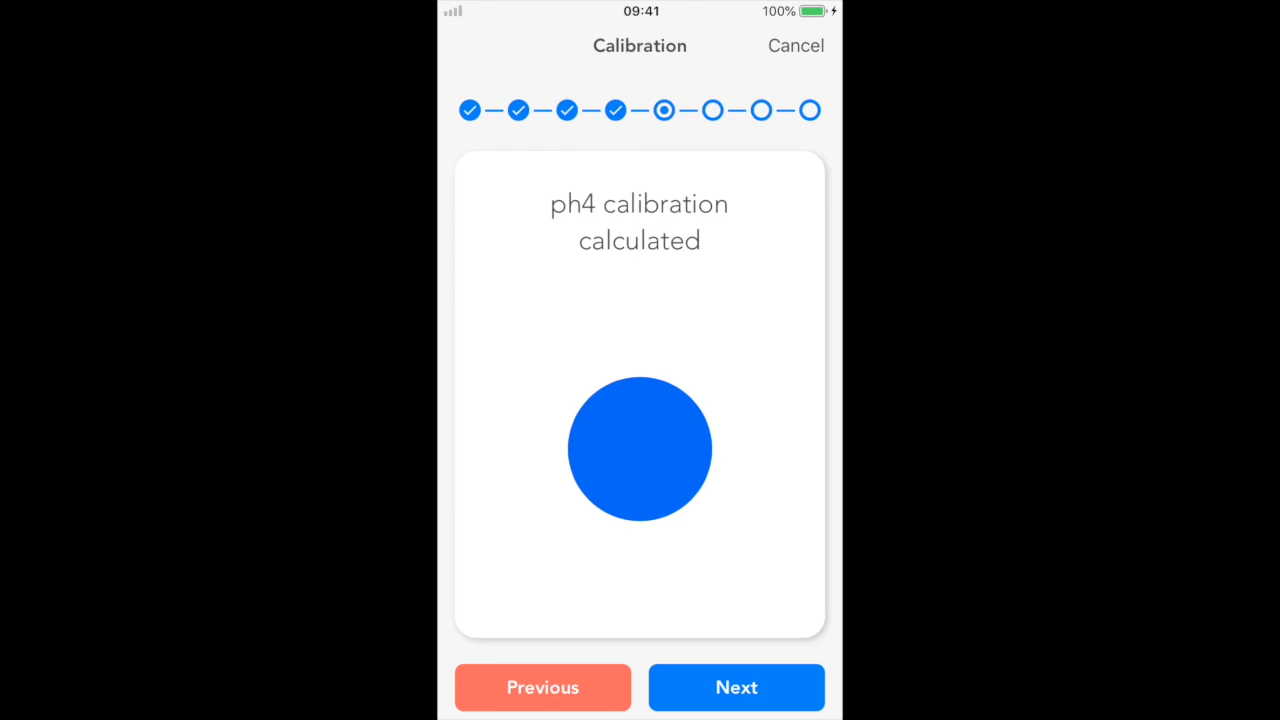 09:41
100%
Calibration
Cancel
ph4 calibration
calculated
Previous
Next